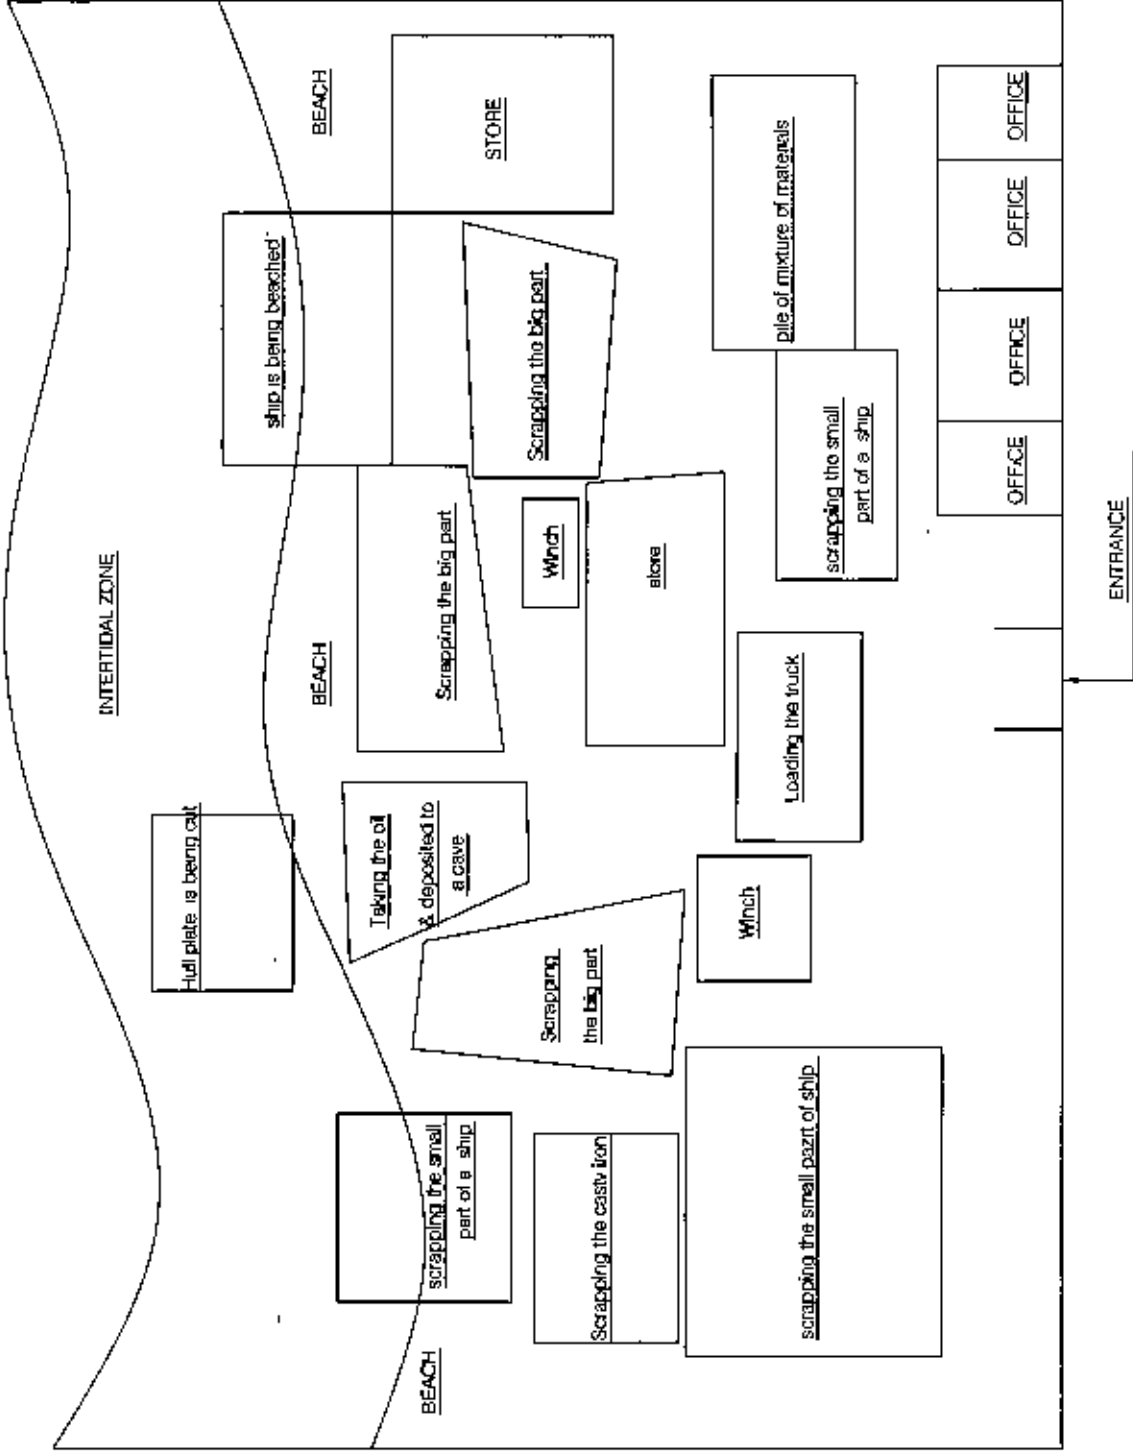 INTERTIDAL ZONE
Hull plate is being cut
ship is being beached
BEACH
BEACH
Taking the oil
& deposited to
a cave
BEACH
scrapping the small
part of a ship
Scrapping the big part
STORE
Scrapping the big part
Scrapping
the big part
Winch
Scrapping the castv iron
store
Winch
pile of mixture of materials
Loading the truck
scrapping the small pazrt of ship
scrapping the small
part of a ship
OFFICE
OFFICE
OFFICE
OFFICE
ENTRANCE